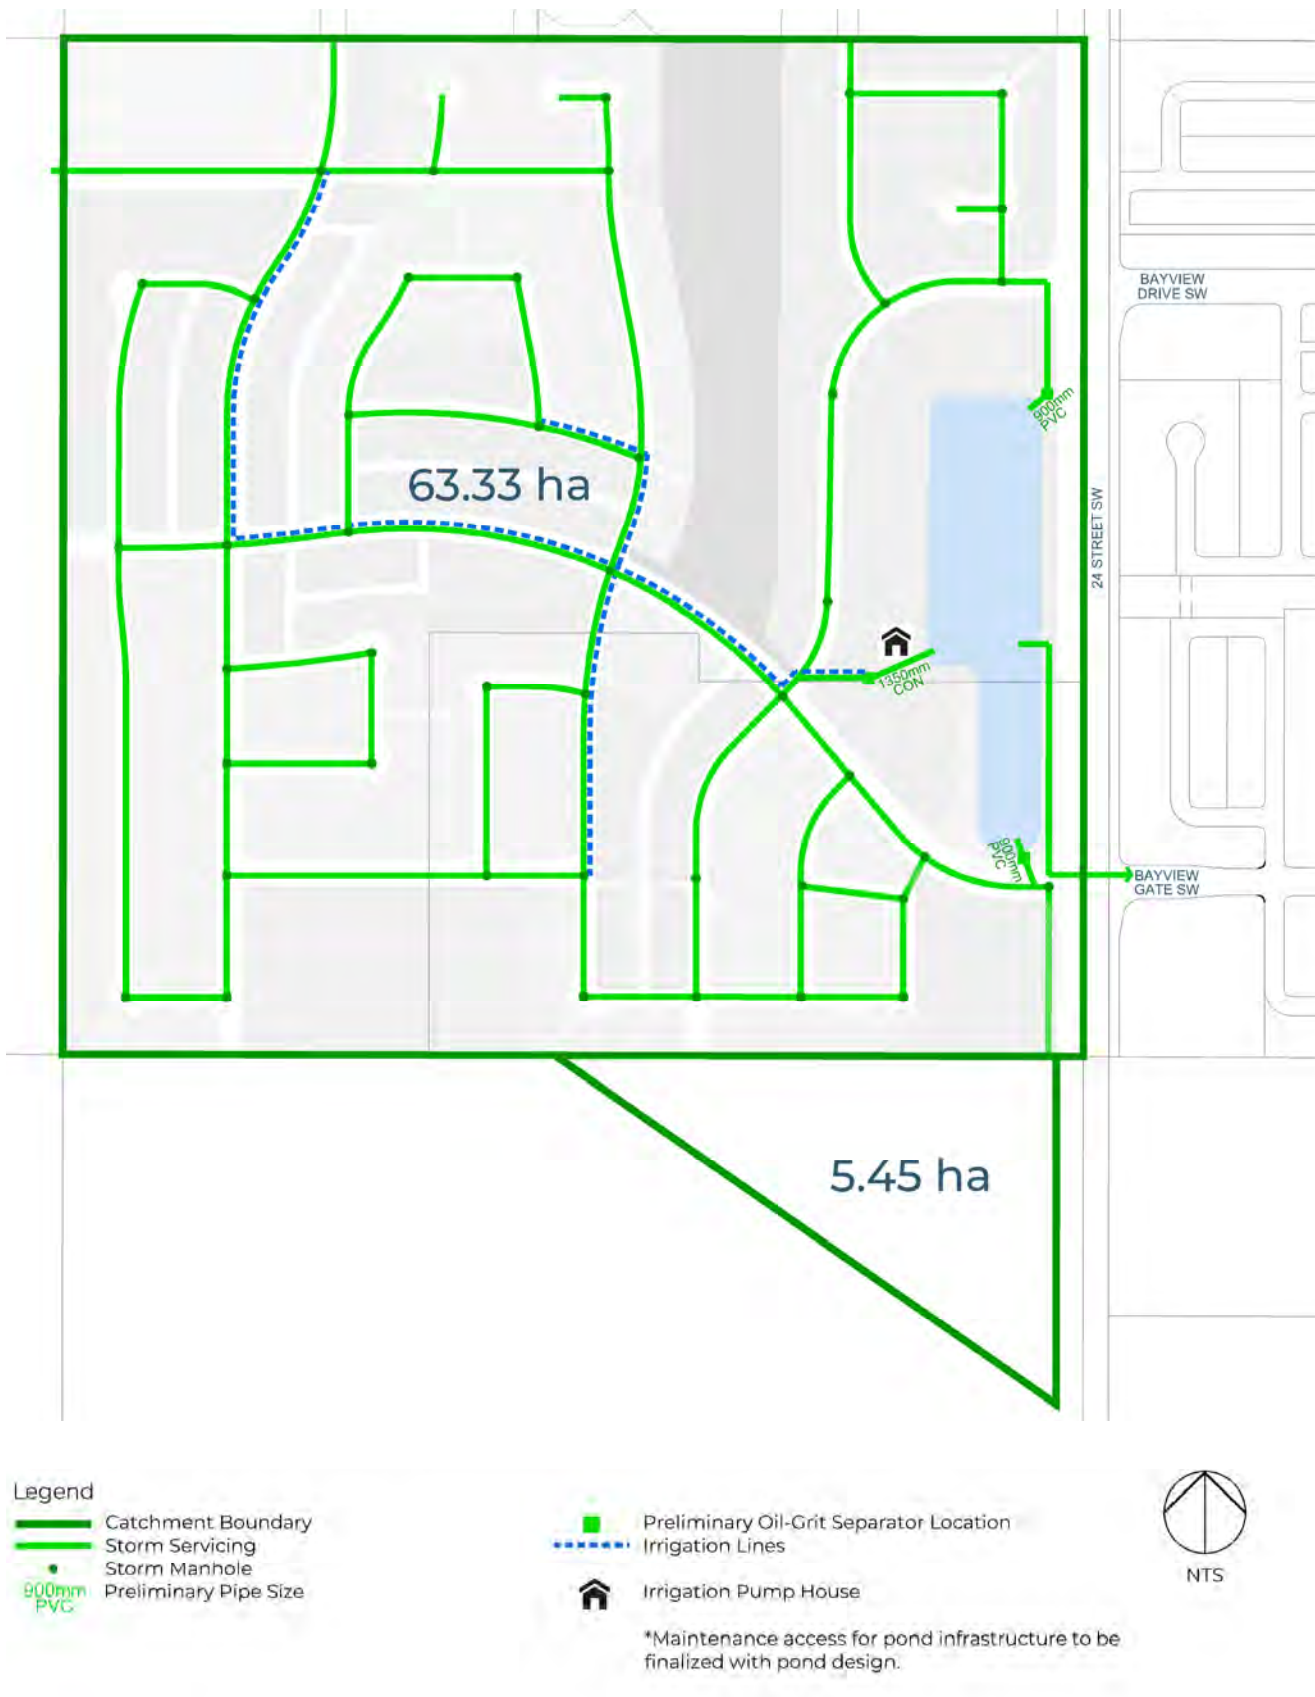 BAYVIEW
DRIVE SW
900mm
PVC
63.33 ha
24 STREET SW
1350mm
CON
900mm
PVC
BAYVIEW
GATE SW
5.45 ha
Legend
Catchment Boundary
Storm Servicing
Storm Manhole
900mm
PVC
Preliminary Pipe Size
Preliminary Oil-Grit Separator Location
Irrigation Lines
Irrigation Pump House
*Maintenance access for pond infrastructure to be
finalized with pond design.
NTS